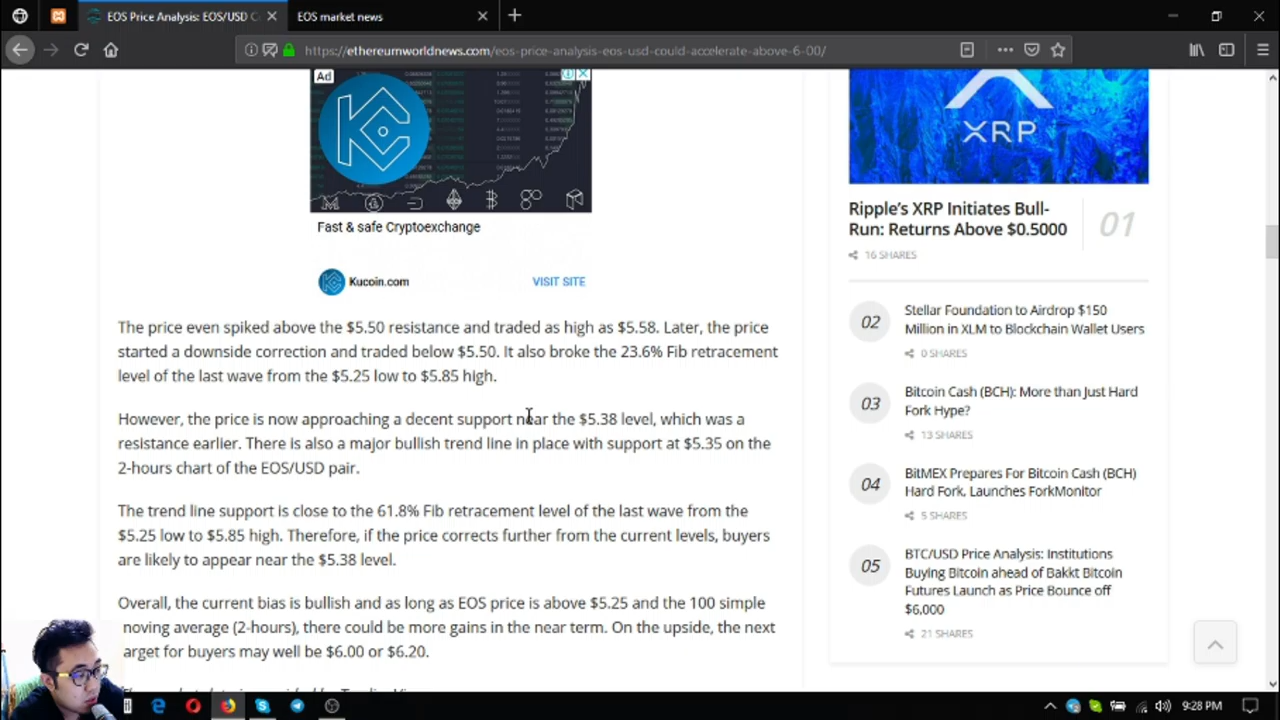 EOS Price Analysis: EOS/USD C
EOS market news
https://ethereumworldnews.com/eos-price-analysis-eos-usd-could-accelerate-above-6-00/
Ad
Fast & safe Cryptoexchange
Kucoin.com
VISIT SITE
The price even spiked above the $5.50 resistance and traded as high as $5.58. Later, the price
started a downside correction and traded below $5.50. It also broke the 23.6% Fib retracement
level of the last wave from the $5.25 low to $5.85 high.
However, the price is now approaching a decent support near the $5.38 level, which was a
resistance earlier. There is also a major bullish trend line in place with support at $5.35 on the
2-hours chart of the EOS/USD pair.
The trend line support is close to the 61.8% Fib retracement level of the last wave from the
$5.25 low to $5.85 high. Therefore, if the price corrects further from the current levels, buyers
are likely to appear near the $5.38 level.
Overall, the current bias is bullish and as long as EOS price is above $5.25 and the 100 simple
moving average (2-hours), there could be more gains in the near term. On the upside, the next
arget for buyers may well be $6.00 or $6.20.
XRP
Ripple's XRP Initiates Bull-
Run: Returns Above $0.5000
01
16 SHARES
02
Stellar Foundation to Airdrop $150
Million in XLM to Blockchain Wallet Users
0 SHARES
03
Bitcoin Cash (BCH): More than Just Hard
Fork Hype?
13 SHARES
04
BitMEX Prepares For Bitcoin Cash (BCH)
Hard Fork, Launches ForkMonitor
5 SHARES
05
BTC/USD Price Analysis: Institutions
Buying Bitcoin ahead of Bakkt Bitcoin
Futures Launch as Price Bounce off
$6,000
21 SHARES
9:28 PM